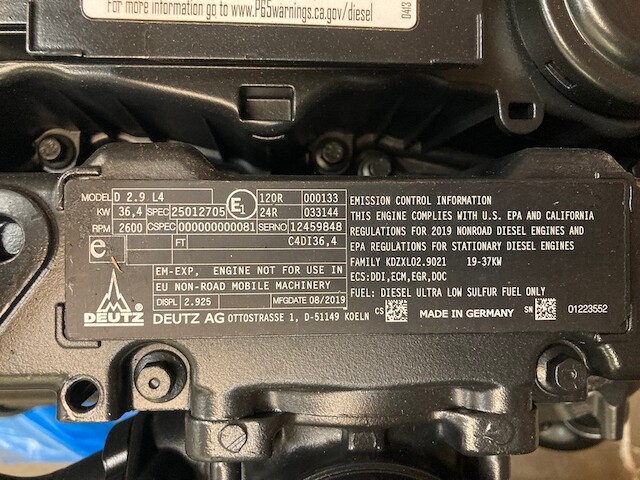 For more information go to www.P65warnings.ca.gov/diesel
0413
MODEL D 2.9 L4
120R 000133
KW 36,4 SPEC 25012705 E1 24R 033144
RPM 2600 CSPEC 000000000081 SERNO 12459848
e FT C4DI36,4
EM-EXP, ENGINE NOT FOR USE IN
EU NON-ROAD MOBILE MACHINERY
DISPL 2.925 MFGDATE 08/2019
DEUTZ DEUTZ AG OTTOSTRASSE 1, D-51149 KOELN
EMISSION CONTROL INFORMATION
THIS ENGINE COMPLIES WITH U.S. EPA AND CALIFORNIA
REGULATIONS FOR 2019 NONROAD DIESEL ENGINES AND
EPA REGULATIONS FOR STATIONARY DIESEL ENGINES
FAMILY KDZXL02.9021 19-37KW
ECS:DDI,ECM,EGR,DOC
FUEL: DIESEL ULTRA LOW SULFUR FUEL ONLY
CS MADE IN GERMANY SN 01223552